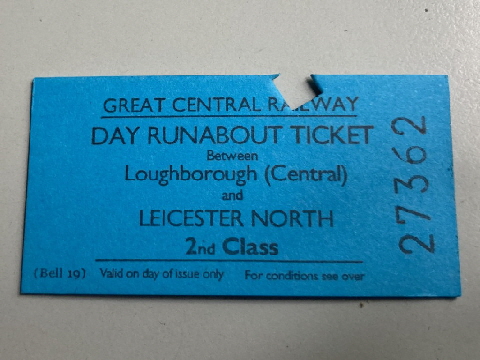 GREAT CENTRAL RAILWAY
DAY RUNABOUT TICKET
Between
Loughborough (Central)
and
LEICESTER NORTH
2nd Class
(Bell 19) Valid on day of issue only For conditions see over
27362